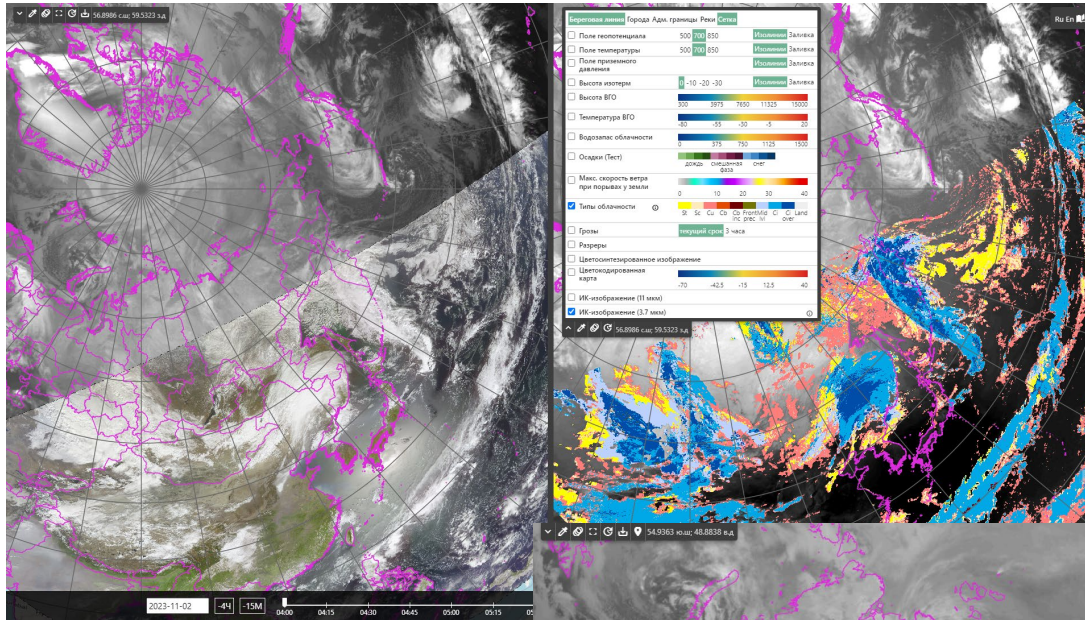 56.8986 с.ш; 59.5323 з.д
Ru En
Береговая линия Города Адм. границы Реки Сетка
Поле геопотенциала 500 700 850 Изолинии Заливка
Поле температуры 500 700 850 Изолинии Заливка
Поле приземного Изолинии Заливка
давления
Высота изотерм 0 -10 -20 -30 Изолинии Заливка
Высота ВГО
300 3975 7650 11325 15000
Температура ВГО
-80 -55 -30 -5 20
Водозапас облачности
0 375 750 1125 1500
Осадки (Тест)
дождь смешанная снег
фаза
Макс. скорость ветра
при порывах у земли
0 10 20 30 40
Типы облачности
St Sc Cu Cb Cb Front Mid Ci Ci Land
inc prec lvl over
Грозы текущий срок 3 часа
Разреры
Цветосинтезированное изображение
Цветокодированная
карта
-70 -42.5 -15 12.5 40
ИК-изображение (11 мкм)
ИК-изображение (3.7 мкм)
56.8986 с.ш; 59.5323 з.д
54.9363 ю.ш; 48.8838 в.д
2023-11-02 -4Ч -15М 04:00 04:15 04:30 04:45 05:00 05:15